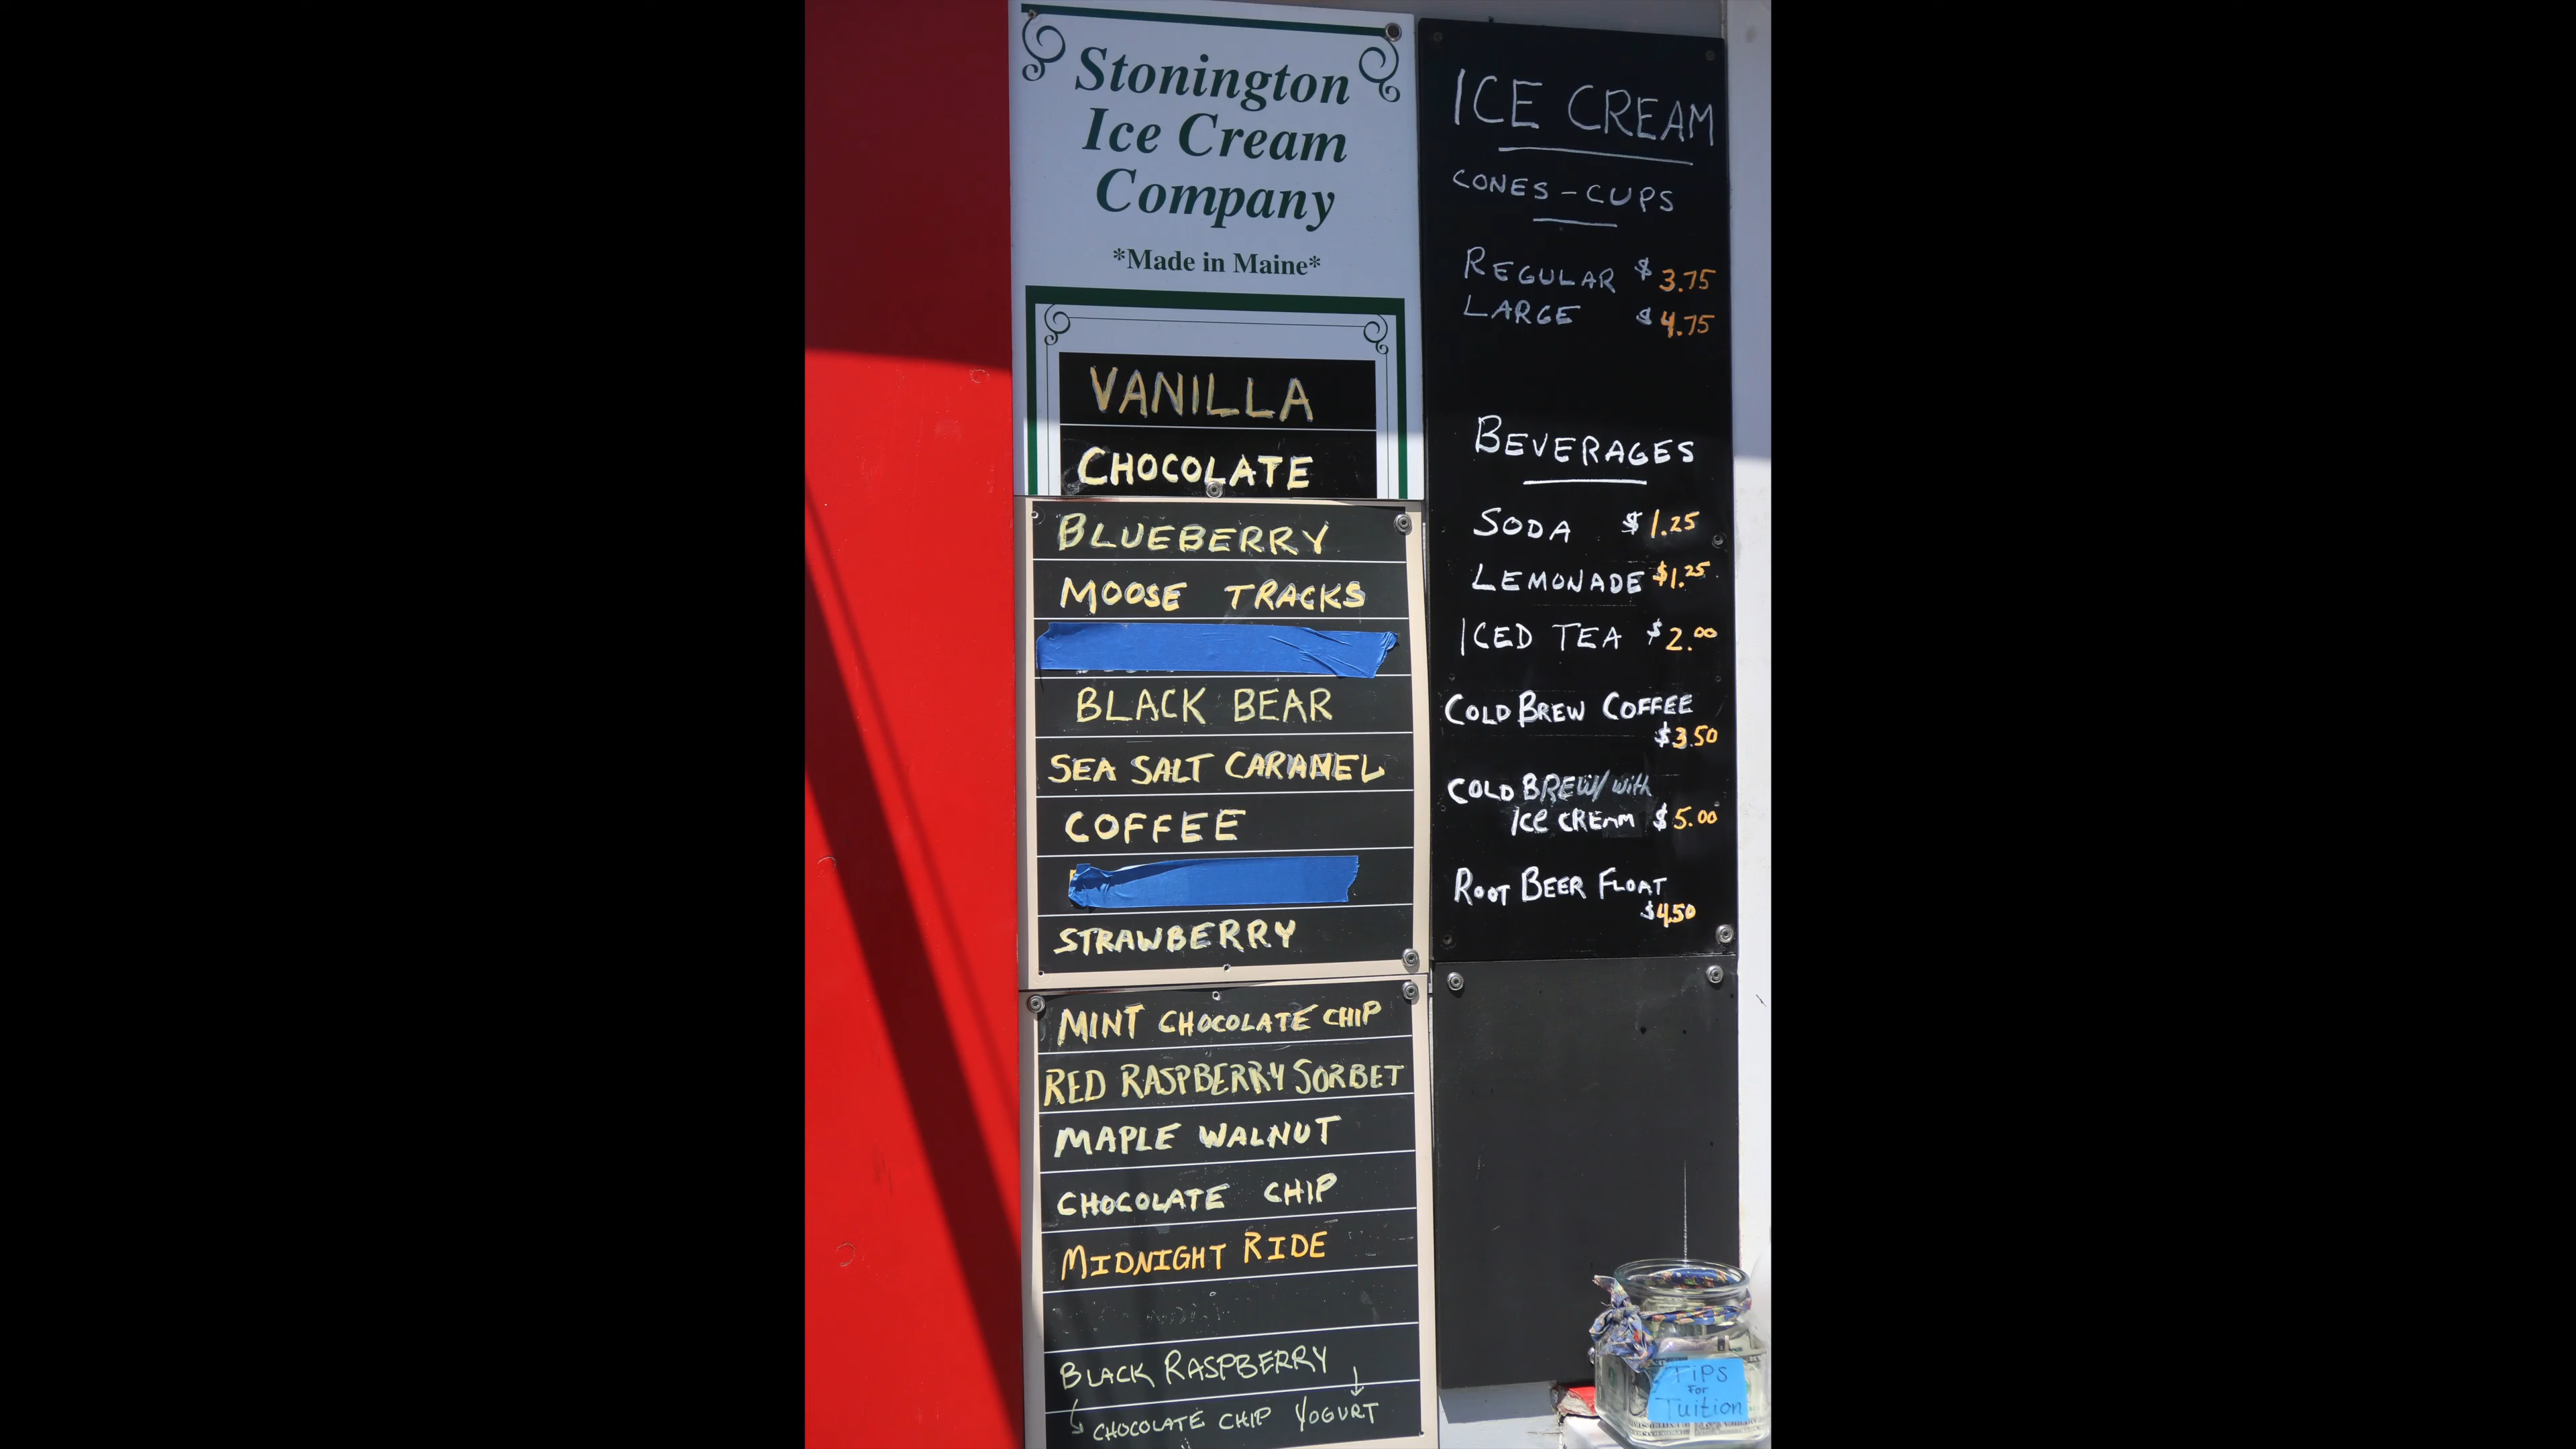 Stonington
Ice Cream
Company
*Made in Maine*
VANILLA
CHOCOLATE
BLUEBERRY
MOOSE TRACKS
BLACK BEAR
SEA SALT CARAMEL
COFFEE
STRAWBERRY
MINT CHOCOLATE CHIP
RED RASPBERRY SORBET
MAPLE WALNUT
CHOCOLATE CHIP
MIDNIGHT RIDE
BLACK RASPBERRY
CHOCOLATE CHIP YOGURT
ICE CREAM
CONES - CUPS
REGULAR $ 3.75
LARGE $ 4.75
BEVERAGES
SODA $ 1.25
LEMONADE $1.25
ICED TEA $2.00
COLD BREW COFFEE
$3.50
COLD BREW/with
ICe CREAM $5.00
ROOT BEER FLOAT
$4.50
TiPS
For
Tuition